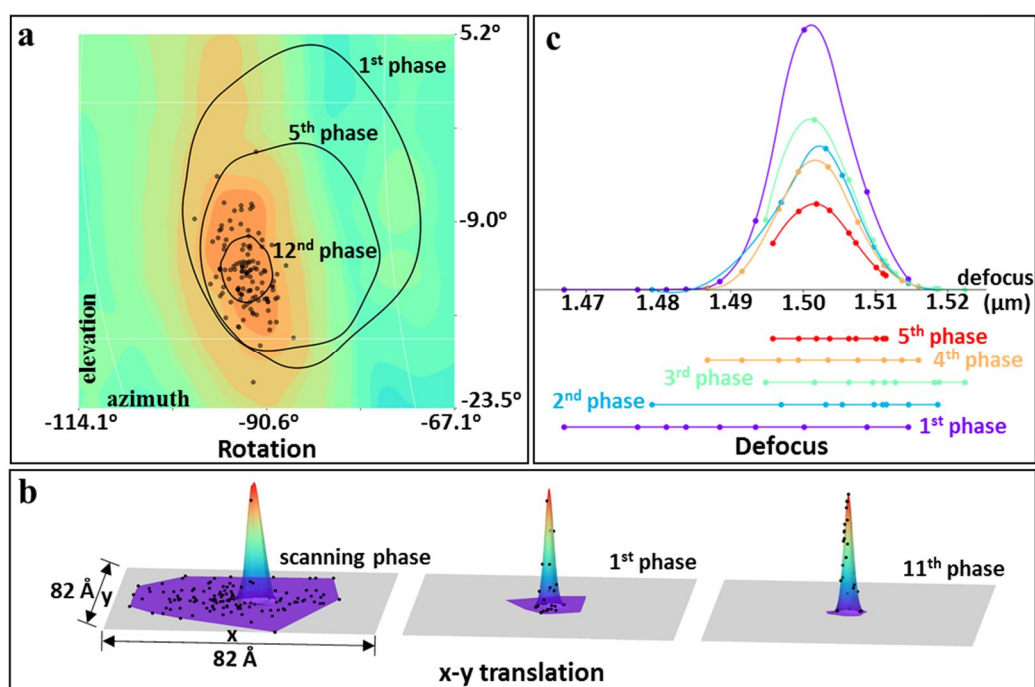 a
5.2°
1st phase
5th phase
-9.0°
12nd phase
elevation
azimuth
-23.5°
-114.1°
-90.6°
-67.1°
Rotation
c
defocus
1.47
1.48
1.49
1.50
1.51
1.52
(μm)
5th phase
4th phase
3rd phase
2nd phase
1st phase
Defocus
b
scanning phase
1st phase
11th phase
82 Å
y
x
82 Å
x-y translation